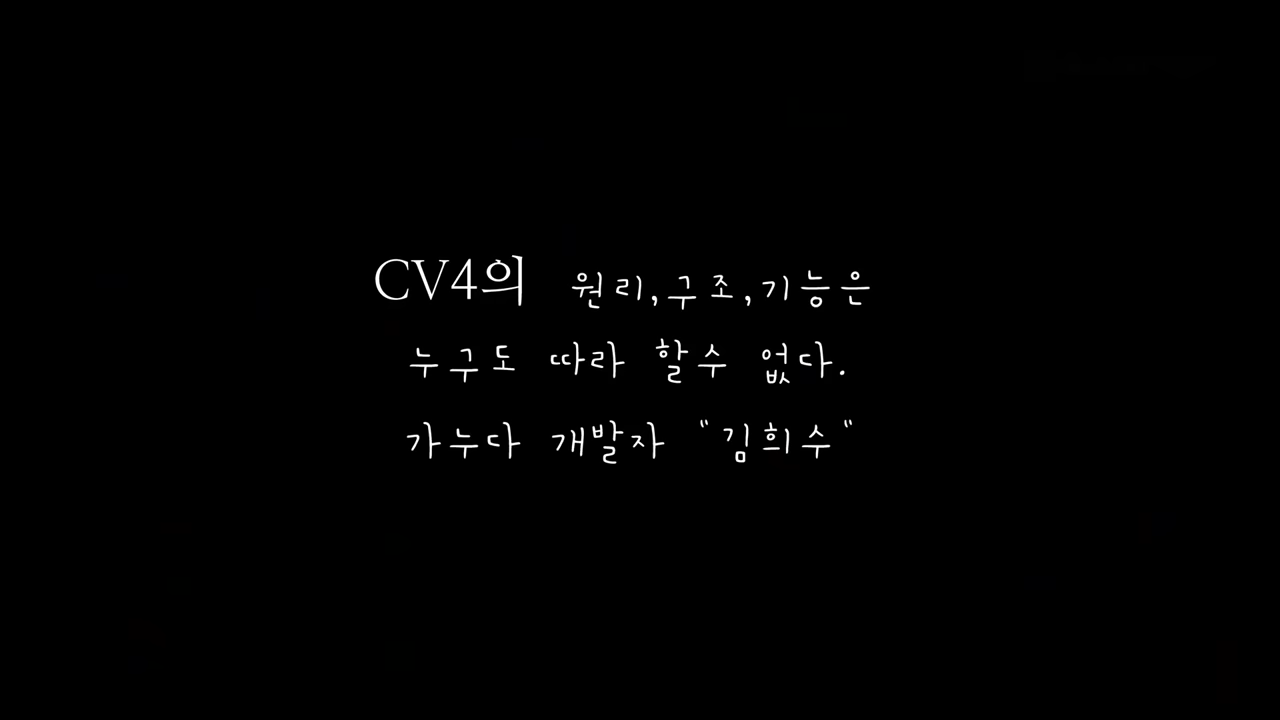 CV4의 원리,구조,기능은
누구도 따라 할수 없다.
가누다 개발자 "김희수"